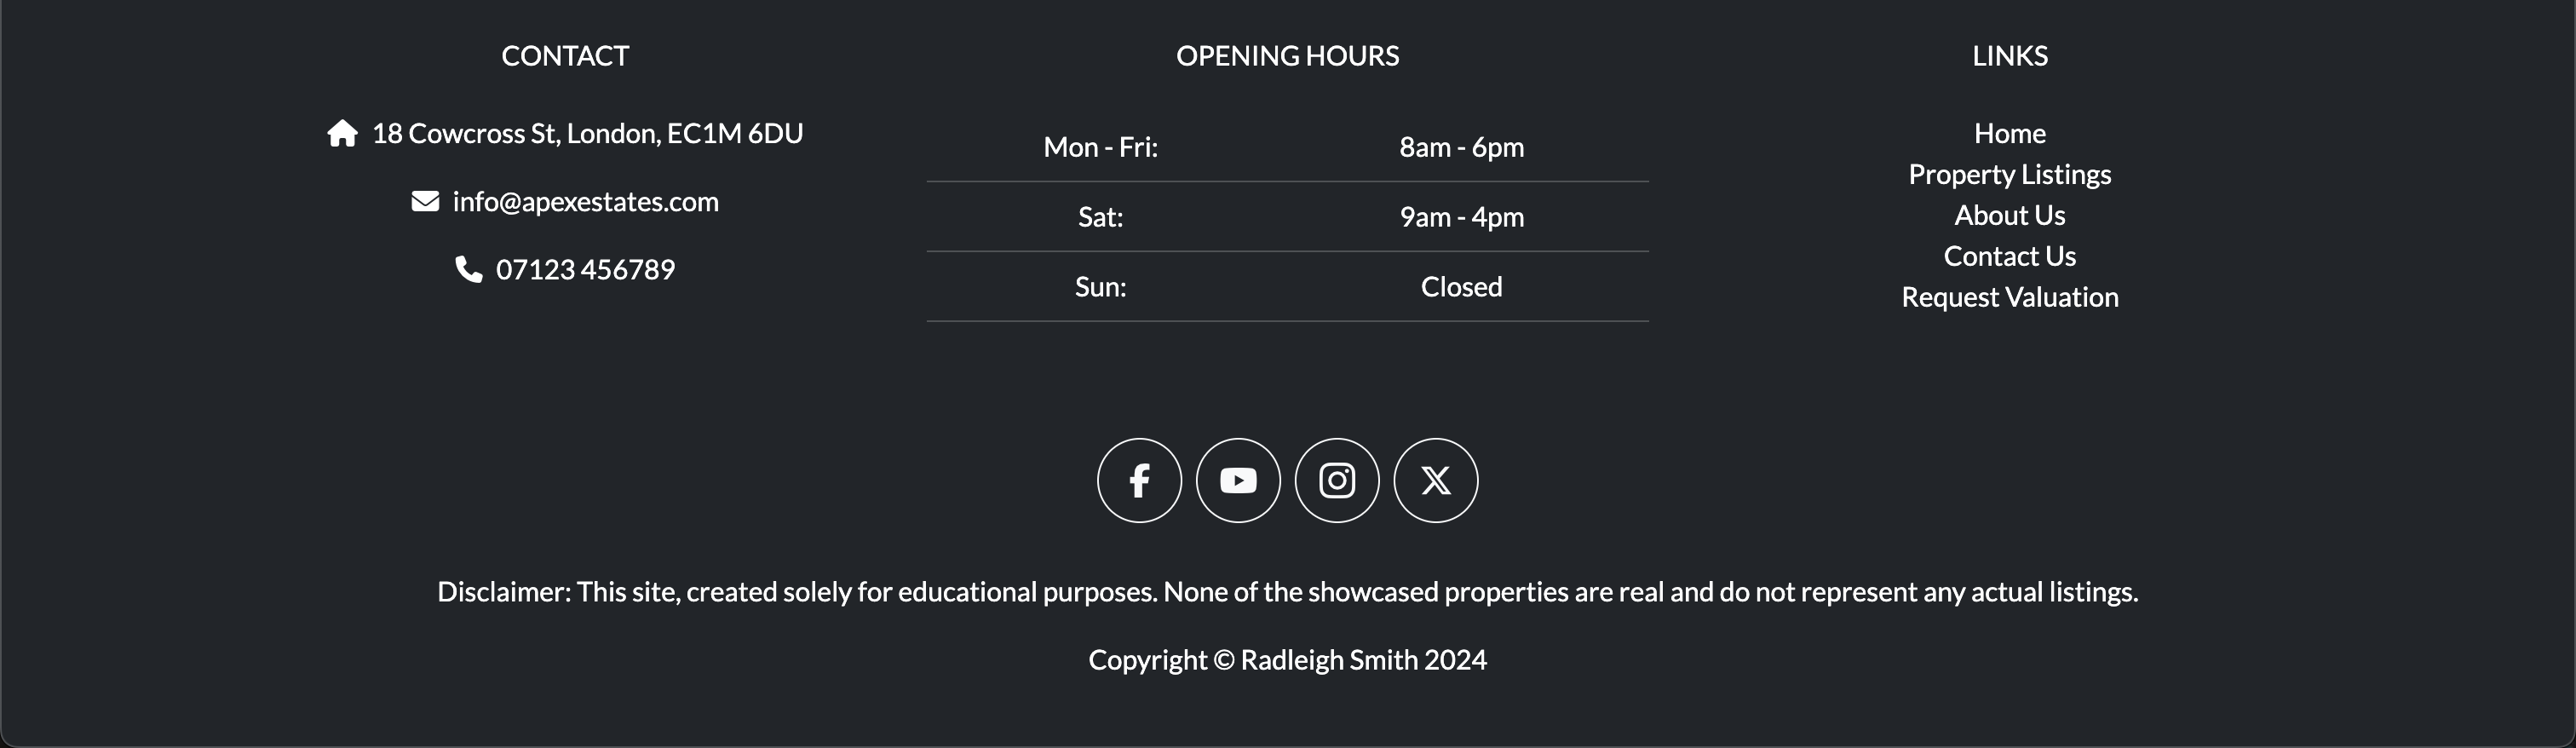 CONTACT
18 Cowcross St, London, EC1M 6DU
info@apexestates.com
07123 456789
OPENING HOURS
Mon - Fri: 8am - 6pm
Sat: 9am - 4pm
Sun: Closed
LINKS
Home
Property Listings
About Us
Contact Us
Request Valuation
Disclaimer: This site, created solely for educational purposes. None of the showcased properties are real and do not represent any actual listings.
Copyright © Radleigh Smith 2024